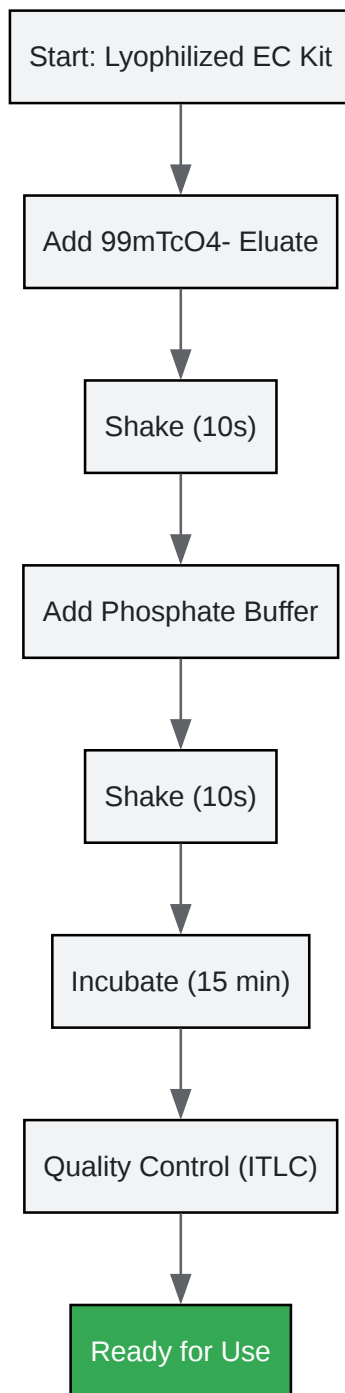 Start: Lyophilized EC Kit
Add 99mTcO4- Eluate
Shake (10s)
Add Phosphate Buffer
Shake (10s)
Incubate (15 min)
Quality Control (ITLC)
Ready for Use